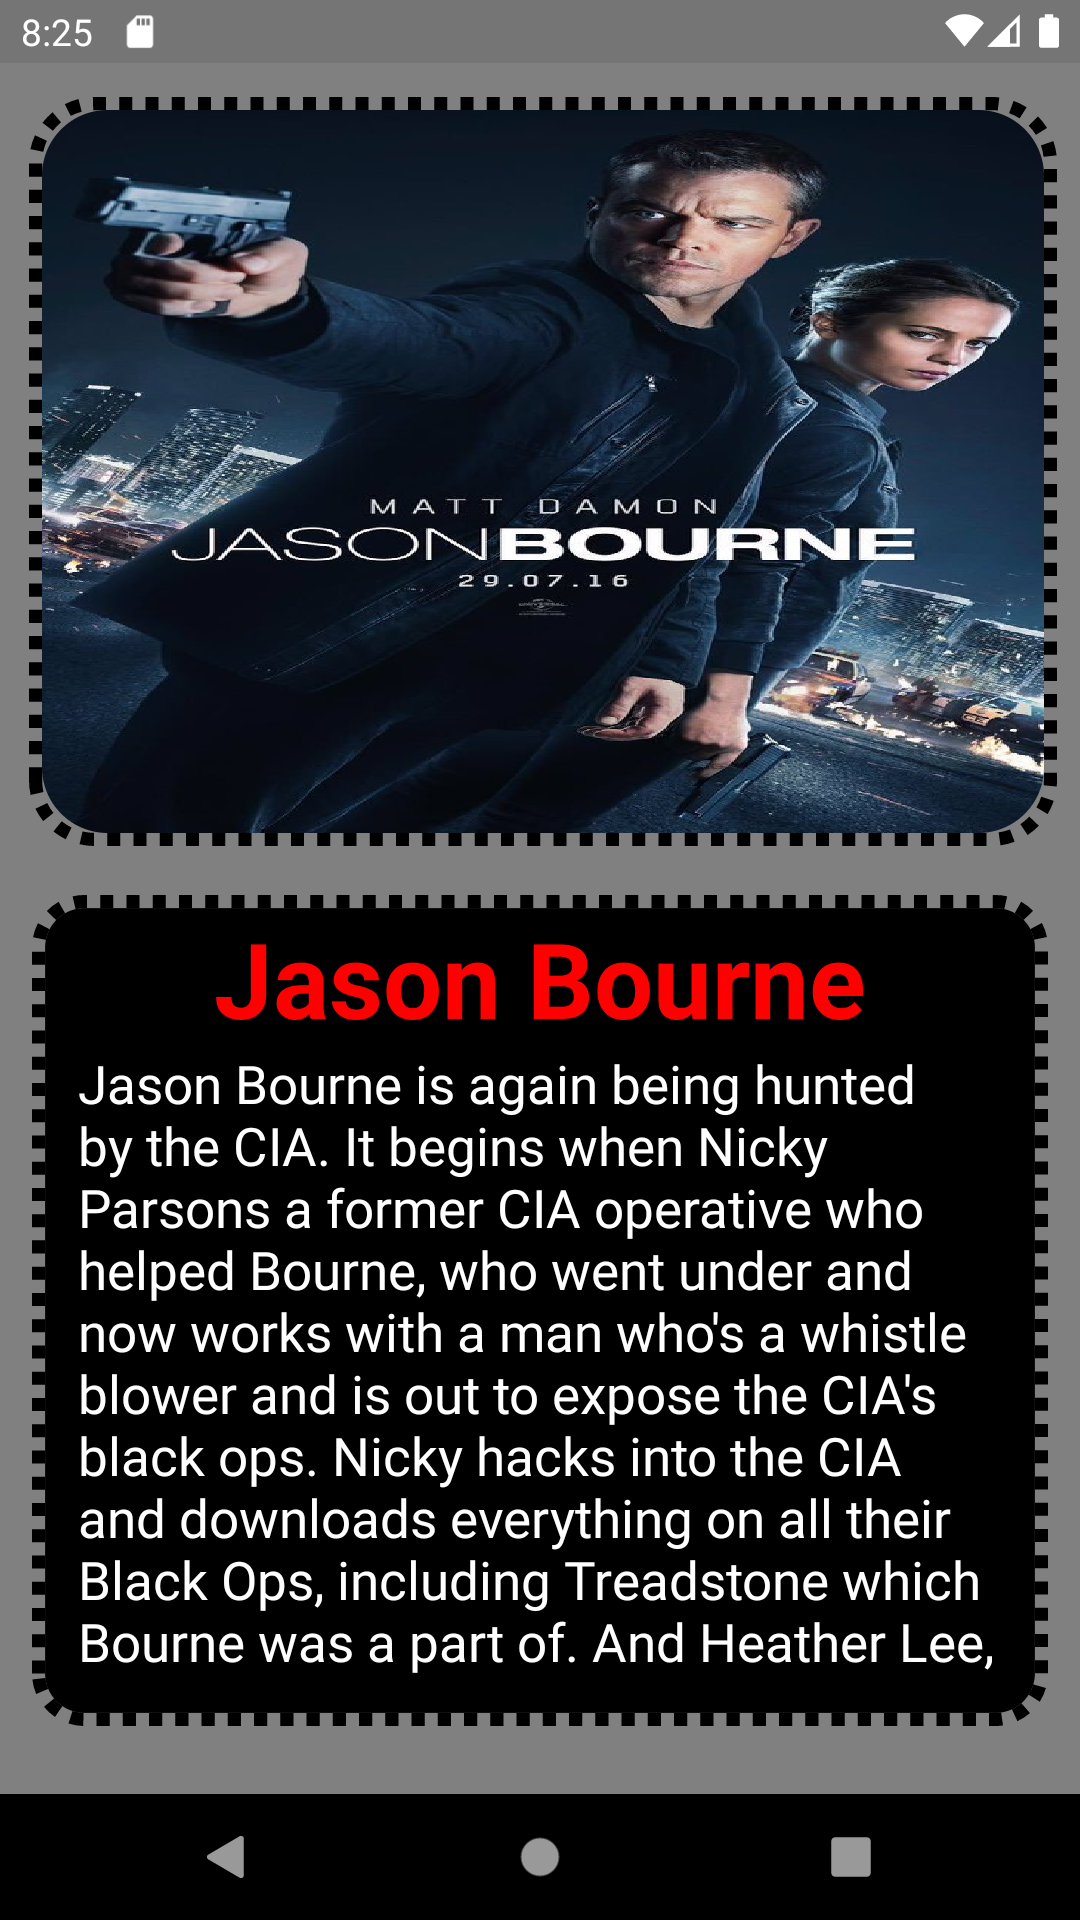 8:25
MATT DAMON
JASONBOURNE
29.07.16
Jason Bourne
Jason Bourne is again being hunted
by the CIA. It begins when Nicky
Parsons a former CIA operative who
helped Bourne, who went under and
now works with a man who's a whistle
blower and is out to expose the CIA's
black ops. Nicky hacks into the CIA
and downloads everything on all their
Black Ops, including Treadstone which
Bourne was a part of. And Heather Lee,